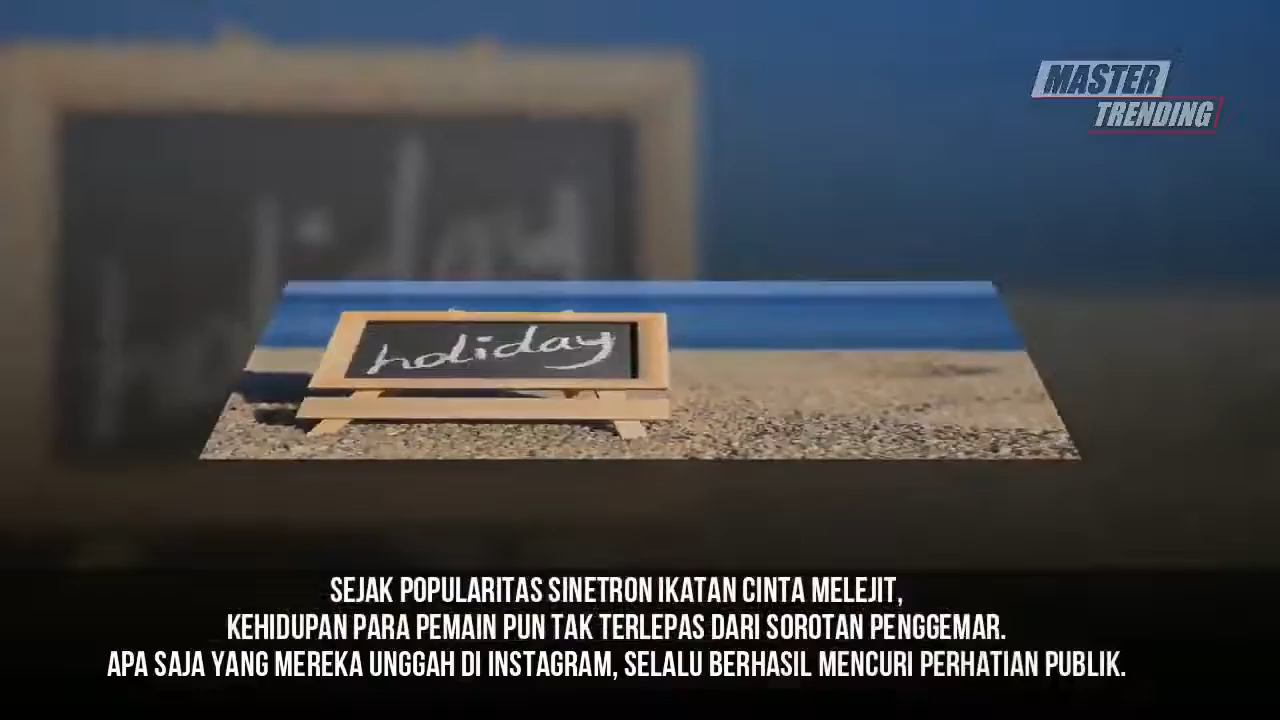 MASTER
TRENDING
holiday
holiday
SEJAK POPULARITAS SINETRON IKATAN CINTA MELEJIT,
KEHIDUPAN PARA PEMAIN PUN TAK TERLEPAS DARI SOROTAN PENGGEMAR.
APA SAJA YANG MEREKA UNGGAH DI INSTAGRAM, SELALU BERHASIL MENCURI PERHATIAN PUBLIK.